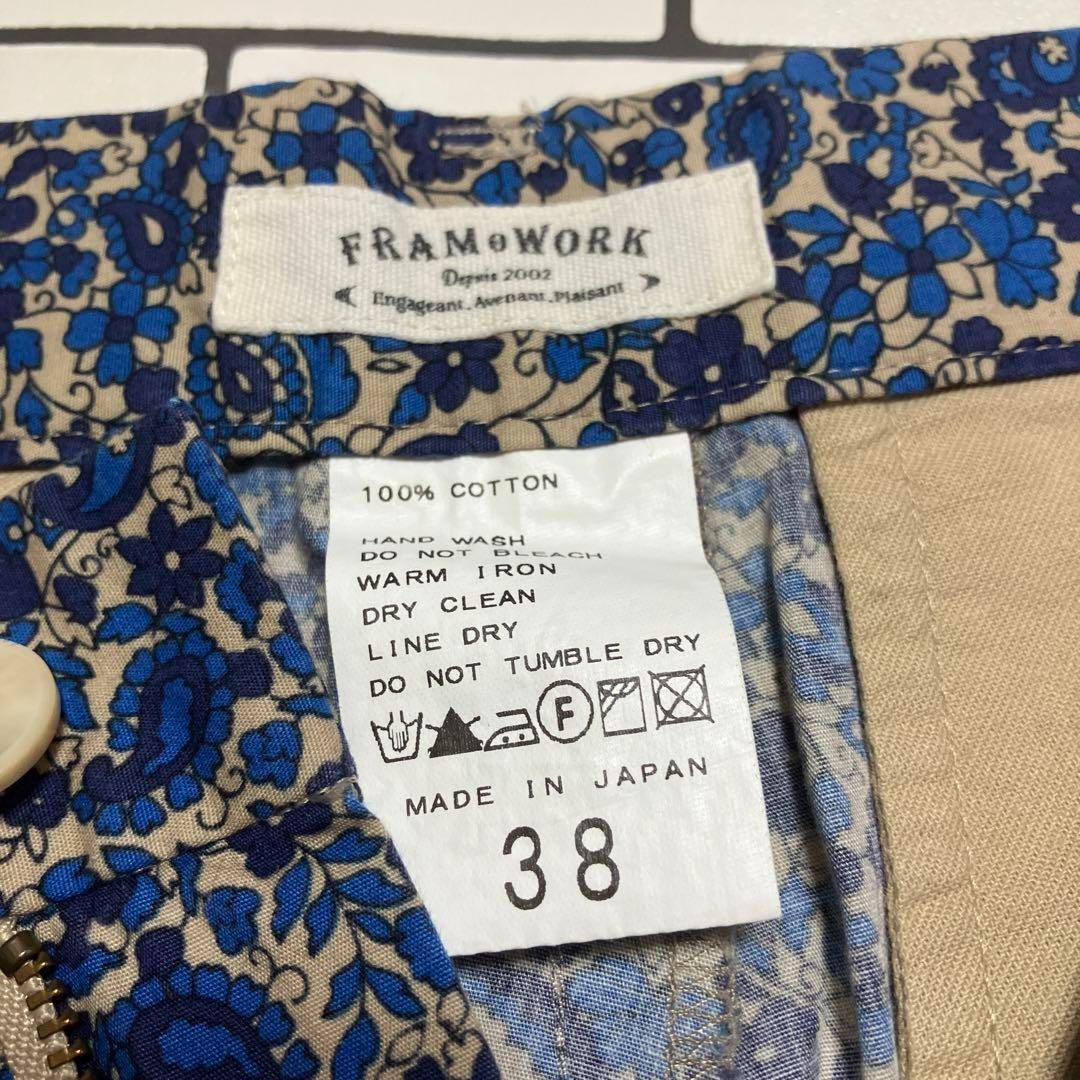 FRAMeWORK
Depuis 2002
Engageant. Avenant. Plaisant
100% COTTON
HAND WASH
DO NOT BLEACH
WARM IRON
DRY CLEAN
LINE DRY
DO NOT TUMBLE DRY
F
MADE IN JAPAN
38